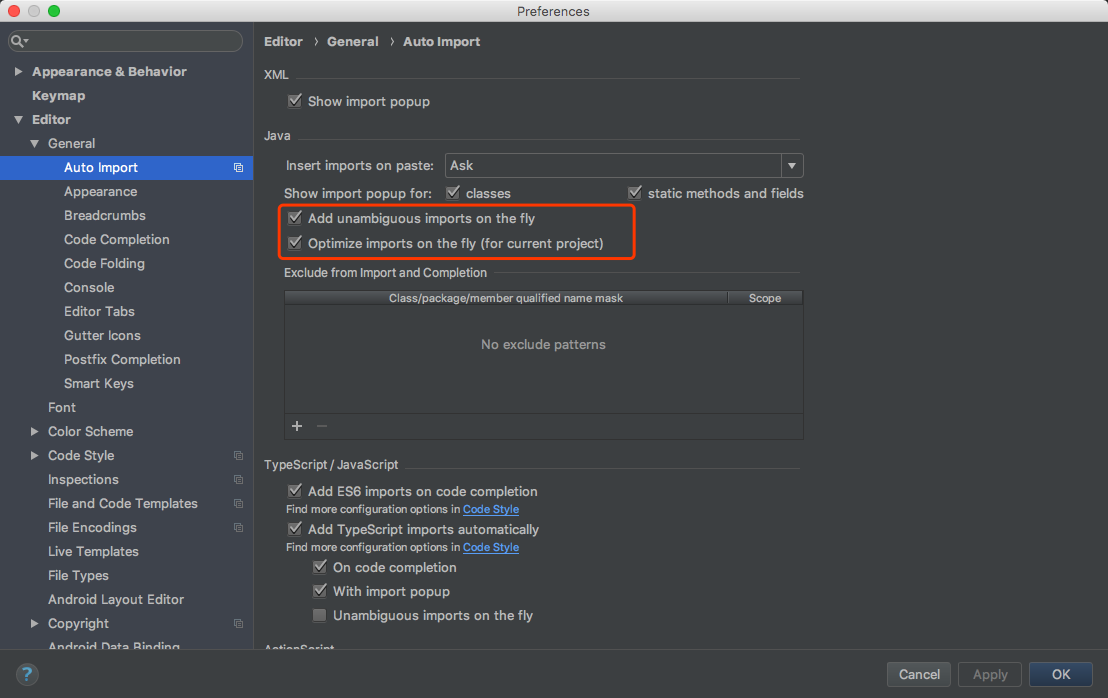 Preferences
Appearance & Behavior
Keymap
Editor
General
Auto Import
Appearance
Breadcrumbs
Code Completion
Code Folding
Console
Editor Tabs
Gutter Icons
Postfix Completion
Smart Keys
Font
Color Scheme
Code Style
Inspections
File and Code Templates
File Encodings
Live Templates
File Types
Android Layout Editor
Copyright
Android Data Binding
Editor › General › Auto Import
XML
Show import popup
Java
Insert imports on paste: Ask
Show import popup for: classes static methods and fields
Add unambiguous imports on the fly
Optimize imports on the fly (for current project)
Exclude from Import and Completion
Class/package/member qualified name mask Scope
No exclude patterns
TypeScript / JavaScript
Add ES6 imports on code completion
Find more configuration options in Code Style
Add TypeScript imports automatically
Find more configuration options in Code Style
On code completion
With import popup
Unambiguous imports on the fly
ActionScript
?
Cancel Apply OK